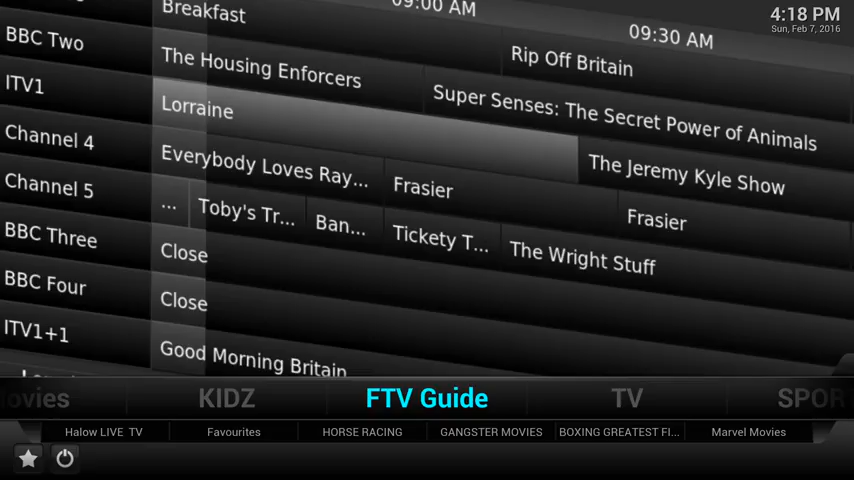 09:00 AM
09:30 AM
4:18 PM
Sun, Feb 7, 2016
Breakfast
Rip Off Britain
BBC Two
The Housing Enforcers
Super Senses: The Secret Power of Animals
ITV1
Lorraine
The Jeremy Kyle Show
Channel 4
Everybody Loves Ray...
Frasier
Frasier
Channel 5
...
Toby's Tr...
Ban...
Tickety T...
The Wright Stuff
BBC Three
Close
BBC Four
Close
ITV1+1
Good Morning Britain
ovies
KIDZ
FTV Guide
TV
SPOR
Halow LIVE TV
Favourites
HORSE RACING
GANGSTER MOVIES
BOXING GREATEST FI...
Marvel Movies